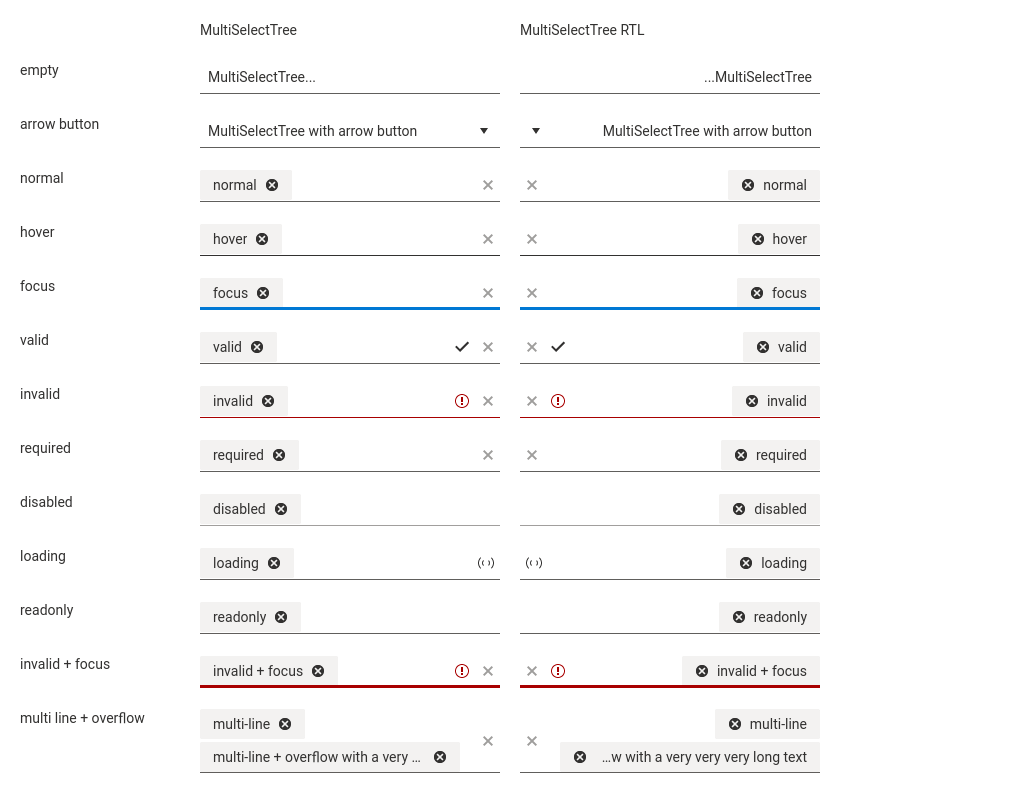 MultiSelectTree MultiSelectTree RTL
empty MultiSelectTree... ...MultiSelectTree
arrow button MultiSelectTree with arrow button MultiSelectTree with arrow button
normal normal normal
hover hover hover
focus focus focus
valid valid valid
invalid invalid invalid
required required required
disabled disabled disabled
loading loading loading
readonly readonly readonly
invalid + focus invalid + focus invalid + focus
multi line + overflow multi-line multi-line
multi-line + overflow with a very ... ...w with a very very very long text